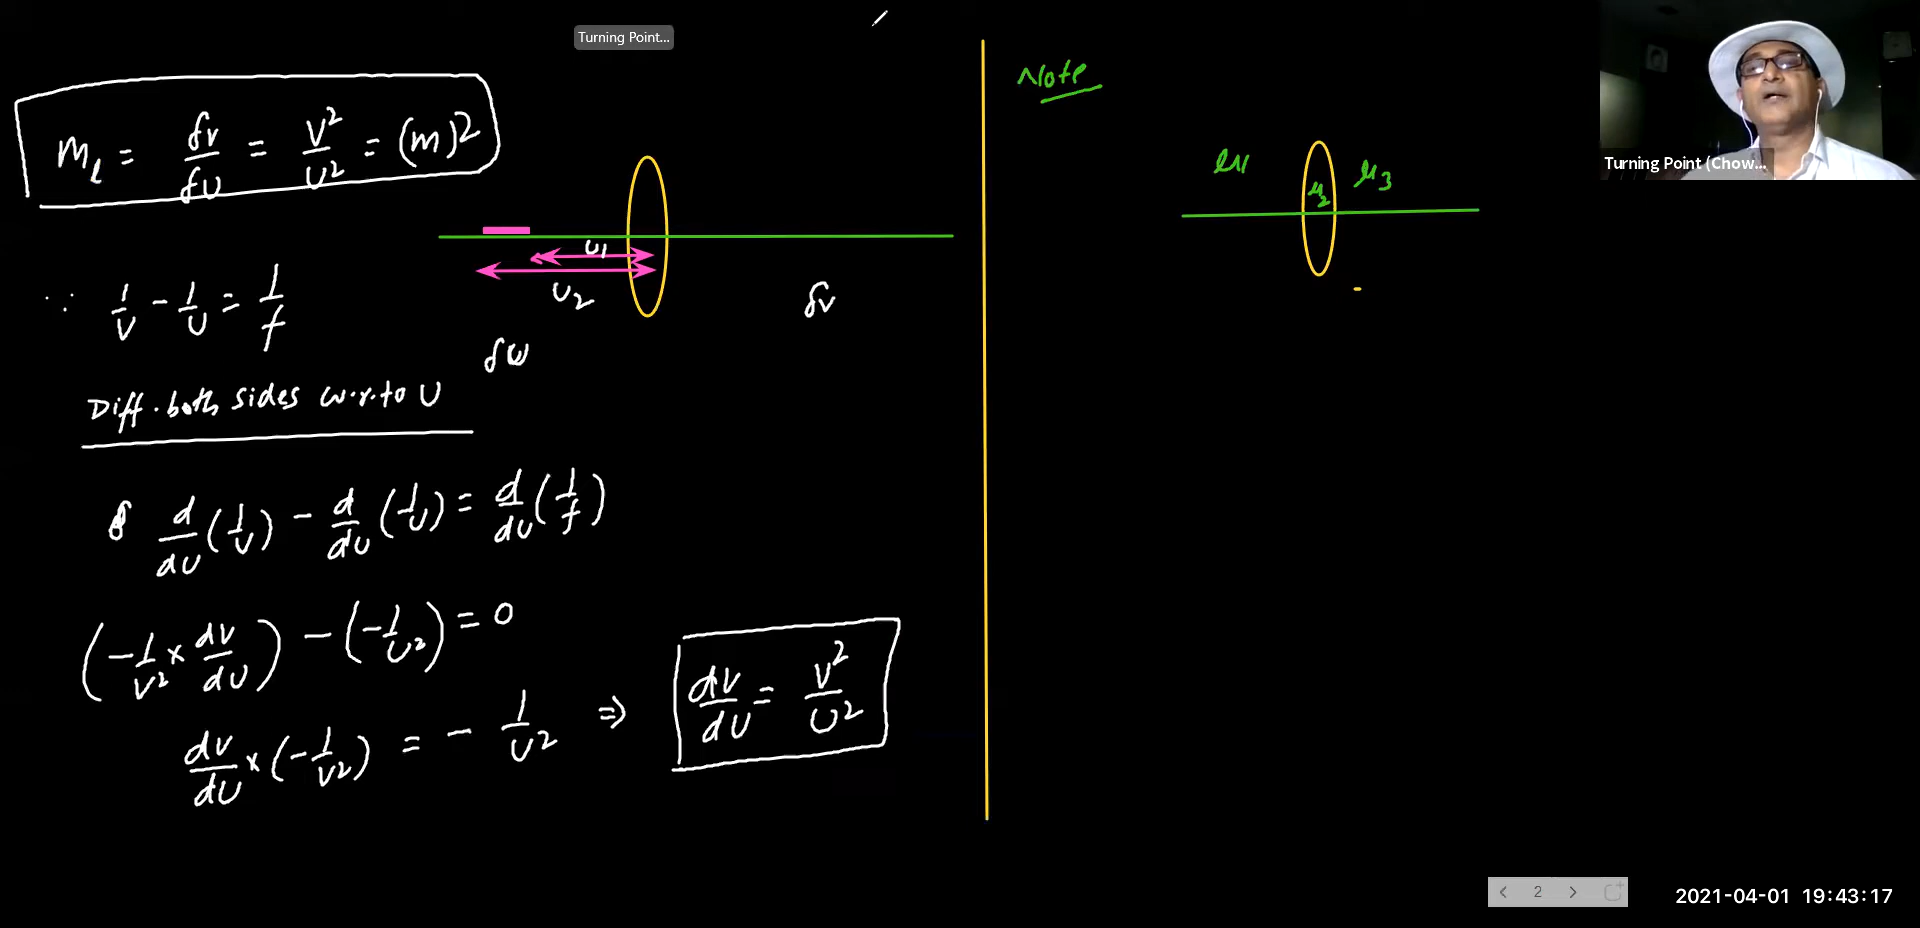 Turning Point...
m_l = δv/δu = v²/u² = (m)²
∵ 1/v - 1/u = 1/f
u₁
u₂
δv
δu
Diff. both sides w.r.to u
d/du (1/v) - d/du (1/u) = d/du (1/f)
(-1/v² × dv/du) - (-1/u²) = 0
dv/du × (-1/v²) = - 1/u² ⇒ dv/du = v²/u²
Note
μ₁ μ₂ μ₃
Turning Point (Chow...
2
2021-04-01 19:43:17